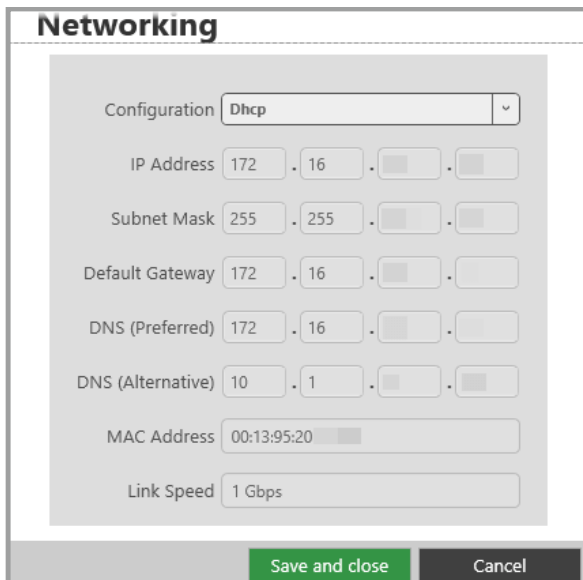 Networking
Configuration Dhcp
IP Address 172 . 16 . .
Subnet Mask 255 . 255 . .
Default Gateway 172 . 16 . .
DNS (Preferred) 172 . 16 . .
DNS (Alternative) 10 . 1 . .
MAC Address 00:13:95:20
Link Speed 1 Gbps
Save and close Cancel